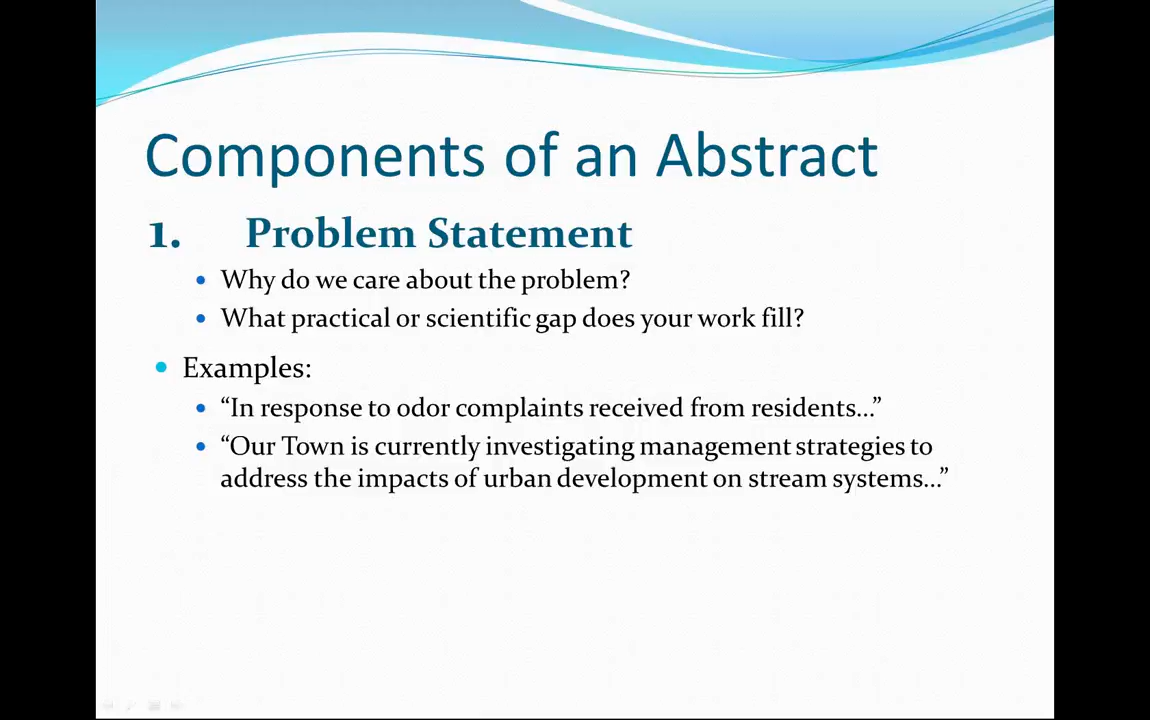 Components of an Abstract
1. Problem Statement
• Why do we care about the problem?
• What practical or scientific gap does your work fill?
• Examples:
• “In response to odor complaints received from residents…”
• “Our Town is currently investigating management strategies to
address the impacts of urban development on stream systems…”